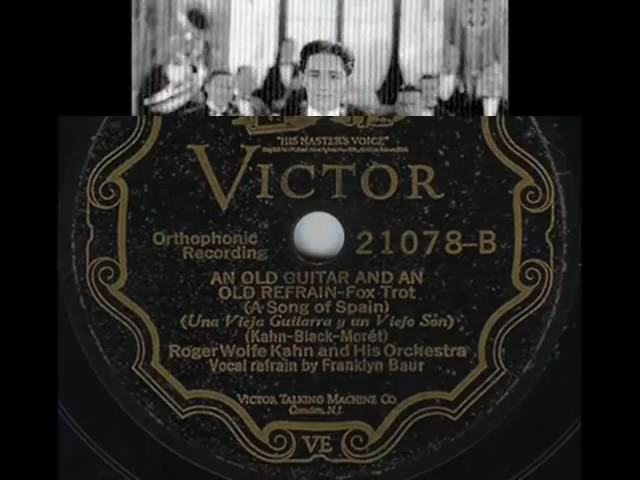 "HIS MASTER'S VOICE"
VICTOR
Orthophonic
Recording
21078-B
AN OLD GUITAR AND AN
OLD REFRAIN-Fox Trot
(A Song of Spain)
(Una Vieja Guitarra y un Viejo Són)
(Kahn-Black-Morét)
Roger Wolfe Kahn and His Orchestra
Vocal refrain by Franklyn Baur
VICTOR TALKING MACHINE CO
Camden, N.J.
VE